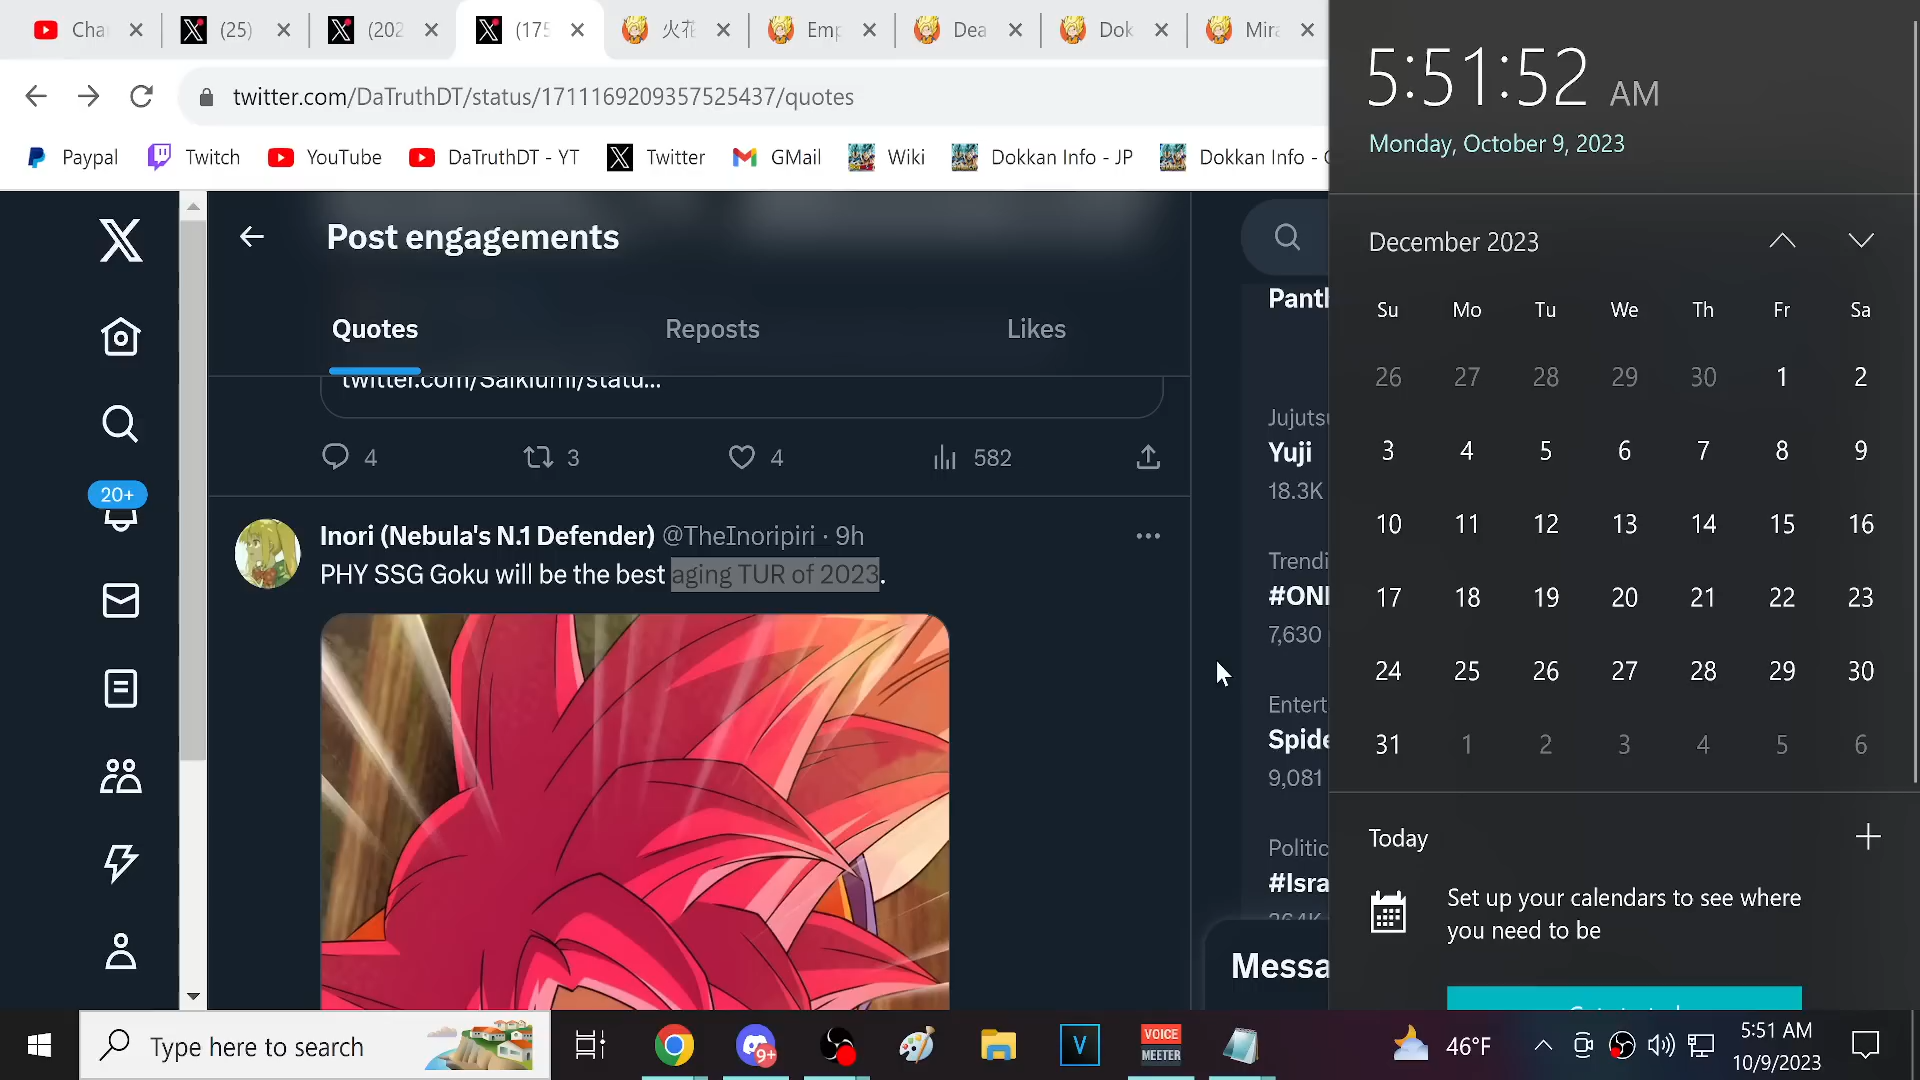 Cha
(25)
(202
(175
火花
Emp
Dea
Dok
Mira
twitter.com/DaTruthDT/status/1711169209357525437/quotes
Paypal
Twitch
YouTube
DaTruthDT - YT
Twitter
GMail
Wiki
Dokkan Info - JP
Dokkan Info -
Post engagements
Quotes
Reposts
Likes
twitter.com/Saikiumi/statu...
4
3
4
582
20+
Inori (Nebula's N.1 Defender) @TheInoripiri · 9h
PHY SSG Goku will be the best aging TUR of 2023.
Panth
Jujutsu
Yuji
18.3K
Trendi
#ONI
7,630
Entert
Spide
9,081
Politic
#Isra
Messa
5:51:52 AM
Monday, October 9, 2023
December 2023
Su Mo Tu We Th Fr Sa
26 27 28 29 30 1 2
3 4 5 6 7 8 9
10 11 12 13 14 15 16
17 18 19 20 21 22 23
24 25 26 27 28 29 30
31 1 2 3 4 5 6
Today
Set up your calendars to see where
you need to be
Type here to search
9+
V
VOICE
MEETER
46°F
5:51 AM
10/9/2023